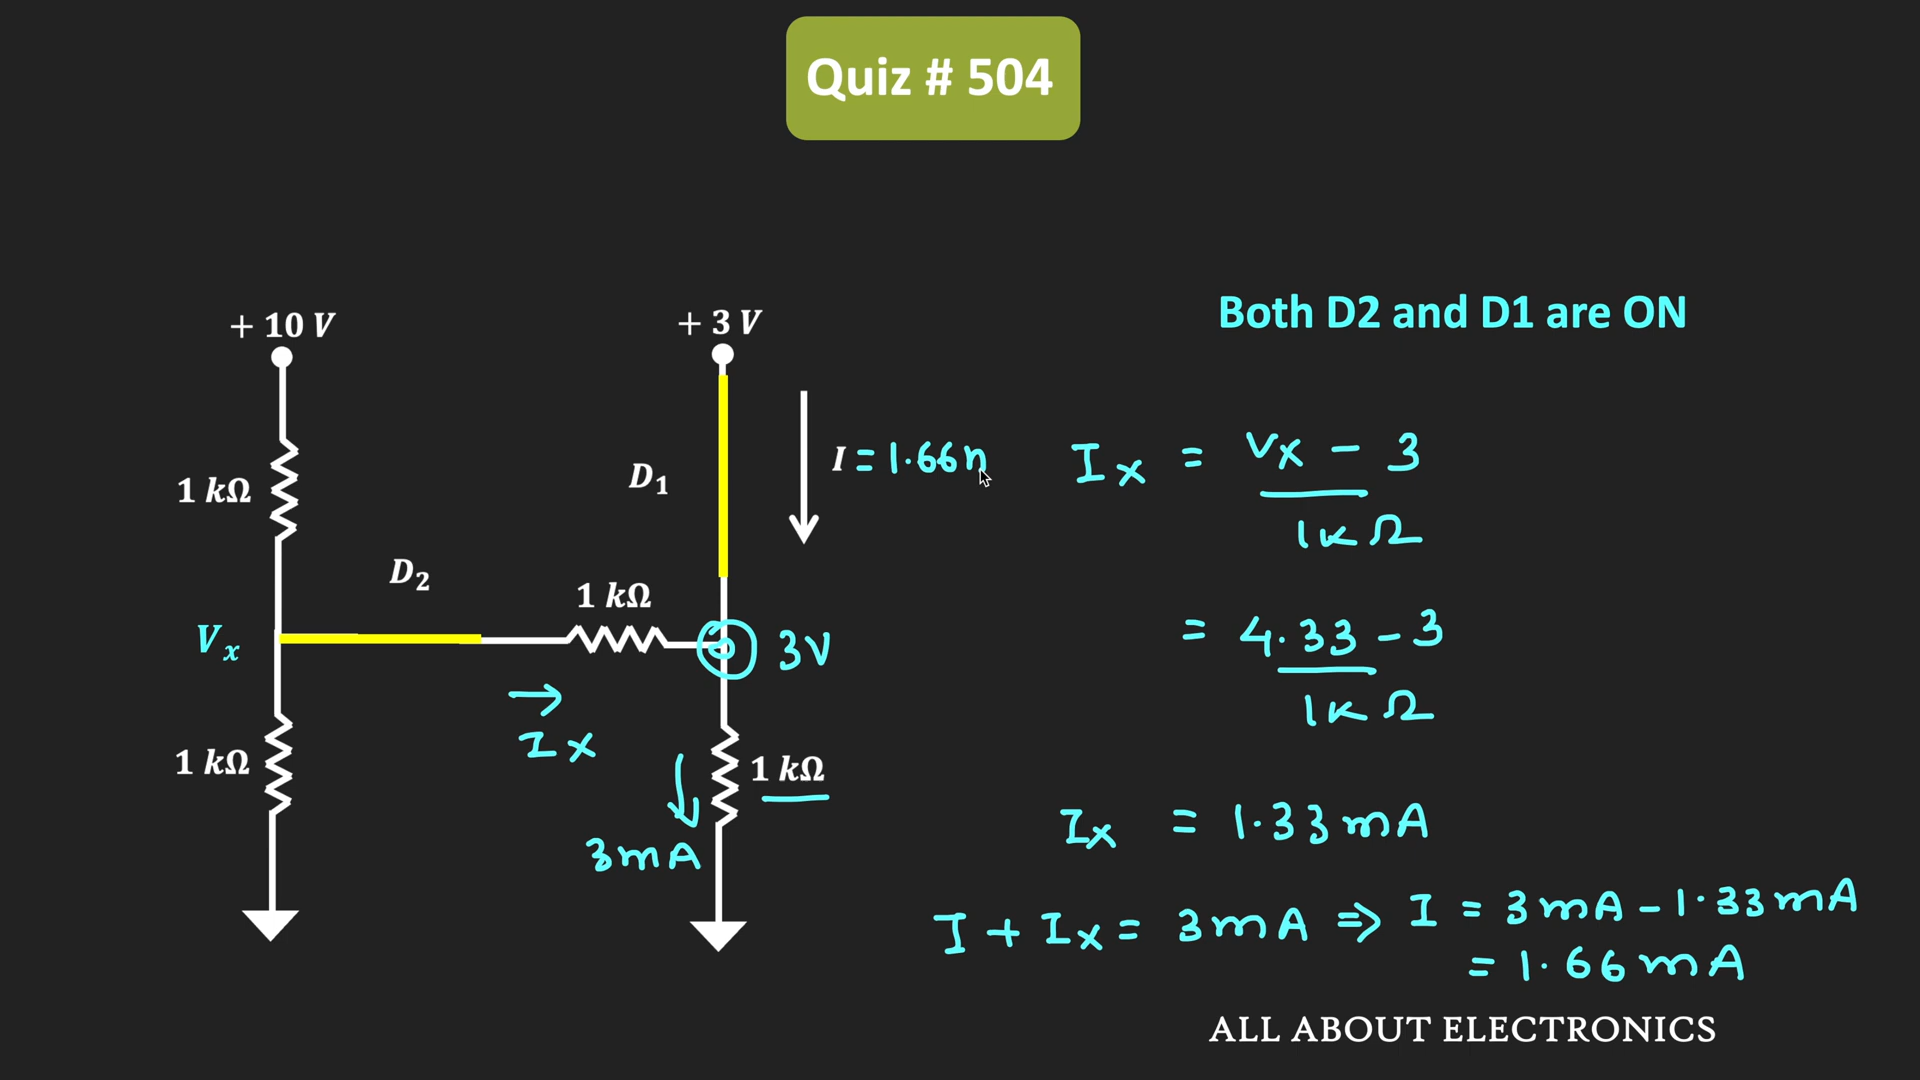 Quiz # 504
+ 10 V
+ 3 V
Both D2 and D1 are ON
1 kΩ
D₁
I = 1.66m
Ix = Vx - 3
1kΩ
D₂
1 kΩ
Vx
3V
= 4.33 - 3
1kΩ
Ix
1 kΩ
1 kΩ
3mA
Ix = 1.33mA
I + Ix = 3mA ⇒ I = 3mA - 1.33mA
= 1.66mA
ALL ABOUT ELECTRONICS